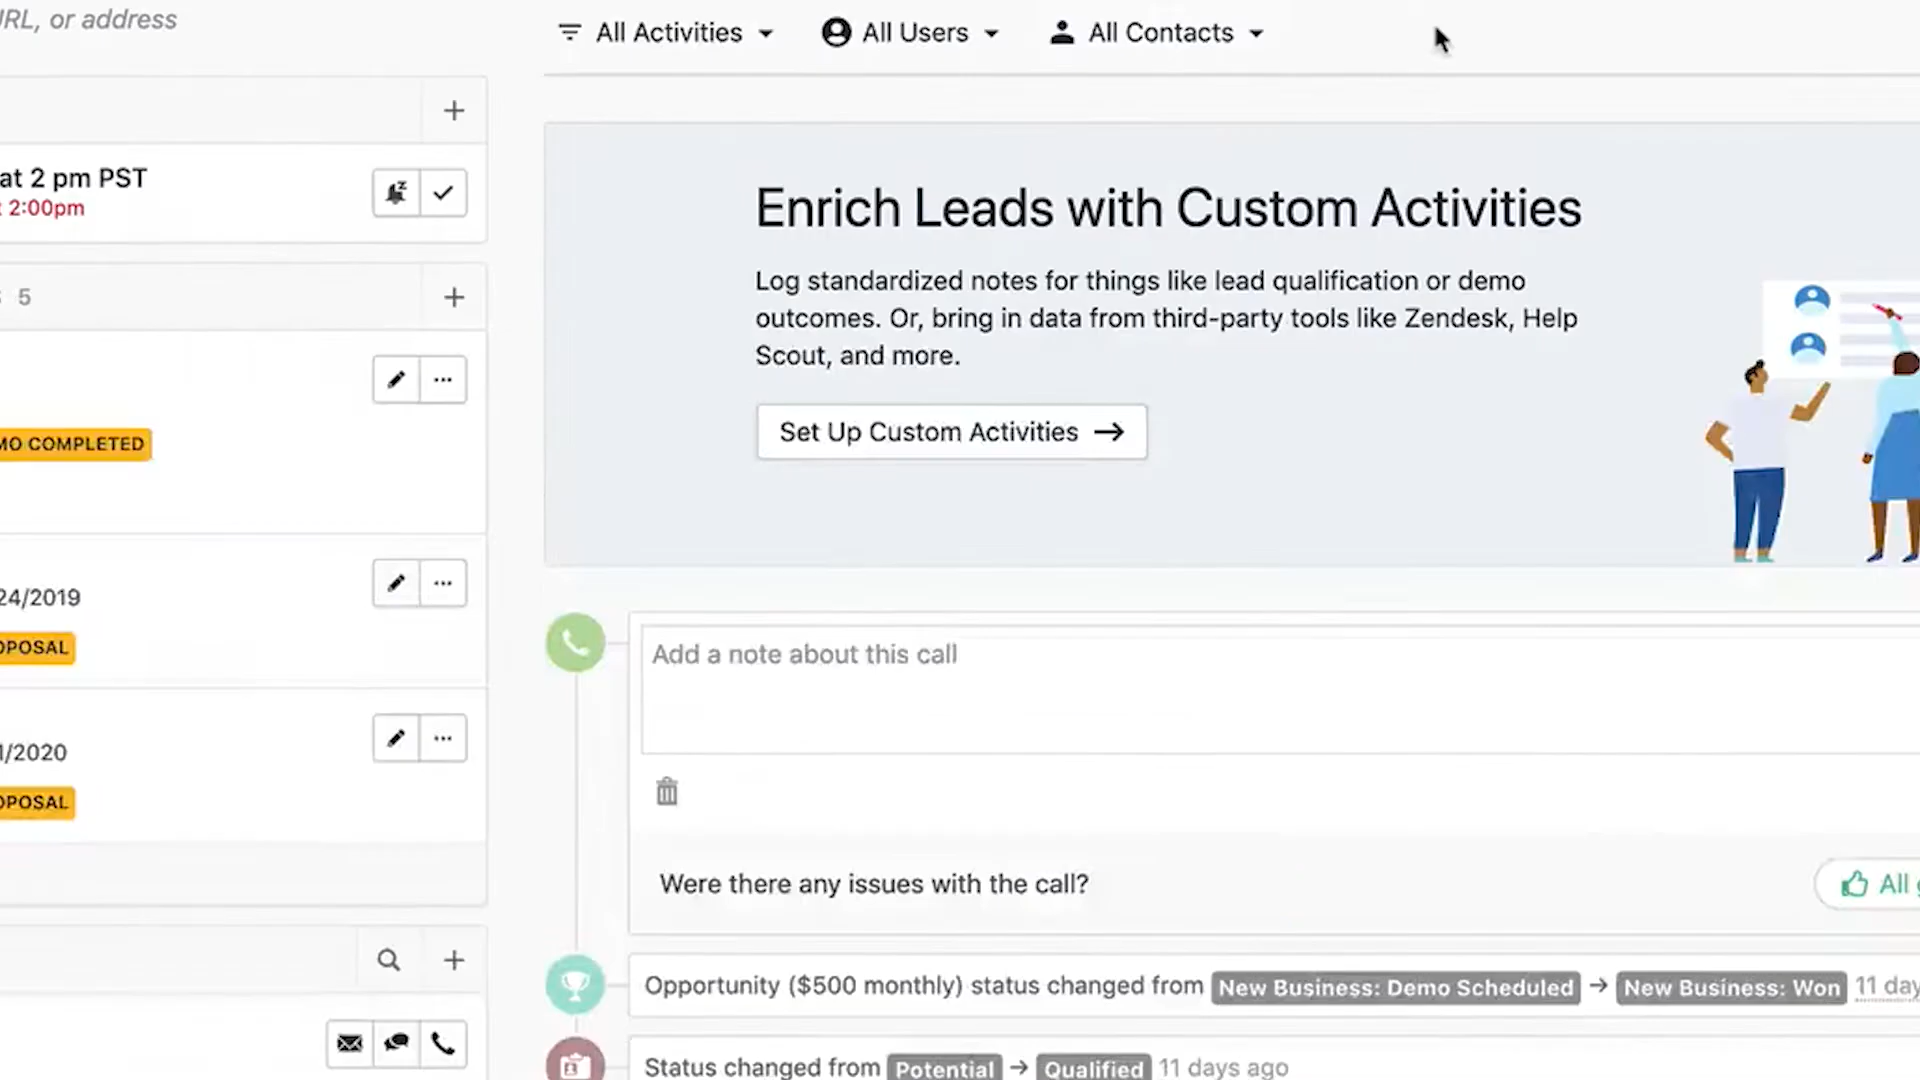 URL, or address
All Activities
All Users
All Contacts
at 2 pm PST
2:00pm
5
COMPLETED
24/2019
1/2020
Enrich Leads with Custom Activities
Log standardized notes for things like lead qualification or demo
outcomes. Or, bring in data from third-party tools like Zendesk, Help
Scout, and more.
Set Up Custom Activities →
Add a note about this call
Were there any issues with the call?
All
Opportunity ($500 monthly) status changed from New Business: Demo Scheduled → New Business: Won 11 day
Status changed from Potential → Qualified 11 days ago